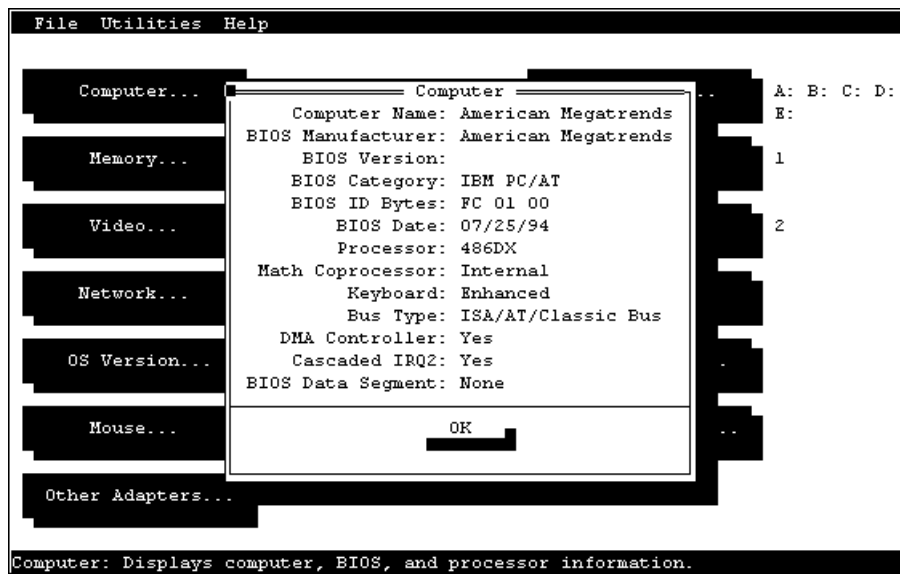 File Utilities Help
Computer... .. A: B: C: D:
E:
Memory... 1
Video... 2
Network...
OS Version... .
Mouse... ..
Other Adapters...
Computer
Computer Name: American Megatrends
BIOS Manufacturer: American Megatrends
BIOS Version:
BIOS Category: IBM PC/AT
BIOS ID Bytes: FC 01 00
BIOS Date: 07/25/94
Processor: 486DX
Math Coprocessor: Internal
Keyboard: Enhanced
Bus Type: ISA/AT/Classic Bus
DMA Controller: Yes
Cascaded IRQ2: Yes
BIOS Data Segment: None
OK
Computer: Displays computer, BIOS, and processor information.